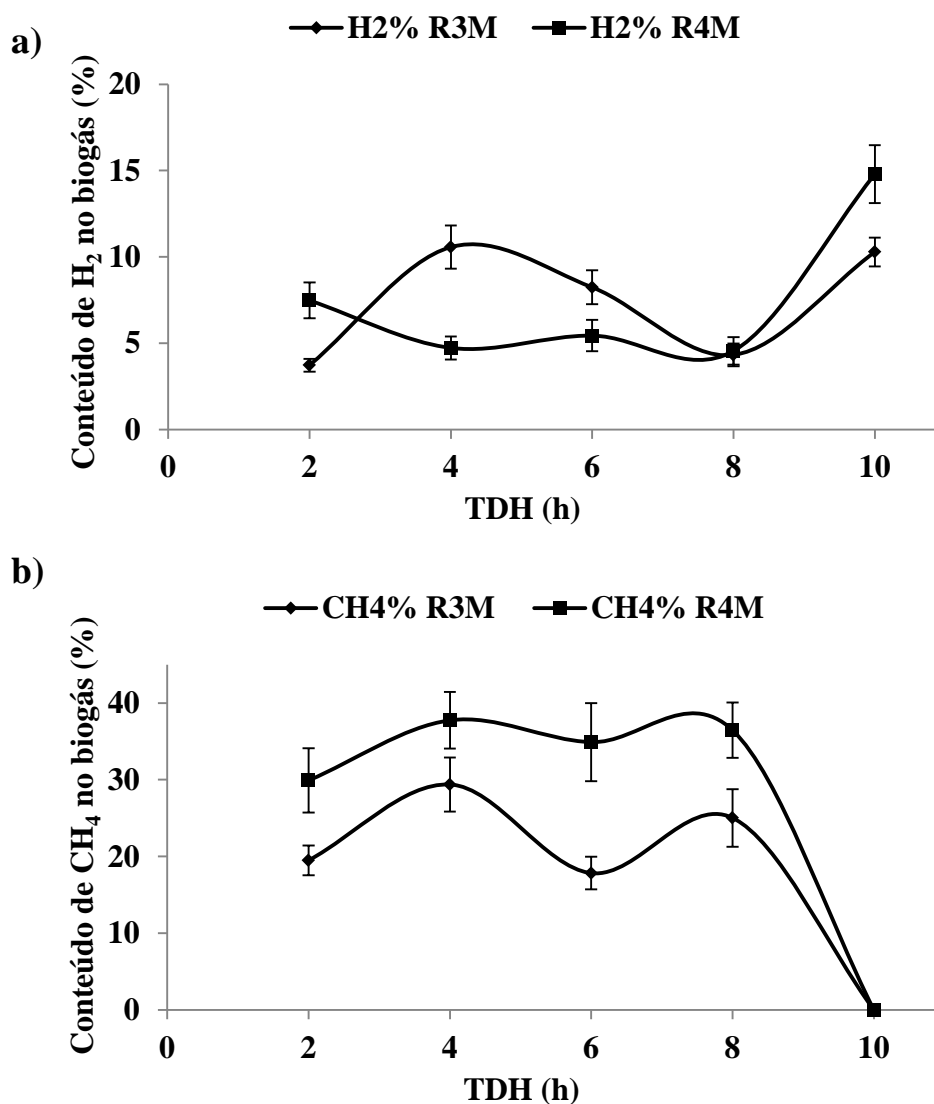 a)
H2% R3M H2% R4M
Conteúdo de H₂ no biogás (%)
20
15
10
5
0
0 2 4 6 8 10
TDH (h)
b)
CH4% R3M CH4% R4M
Conteúdo de CH₄ no biogás (%)
40
30
20
10
0
0 2 4 6 8 10
TDH (h)